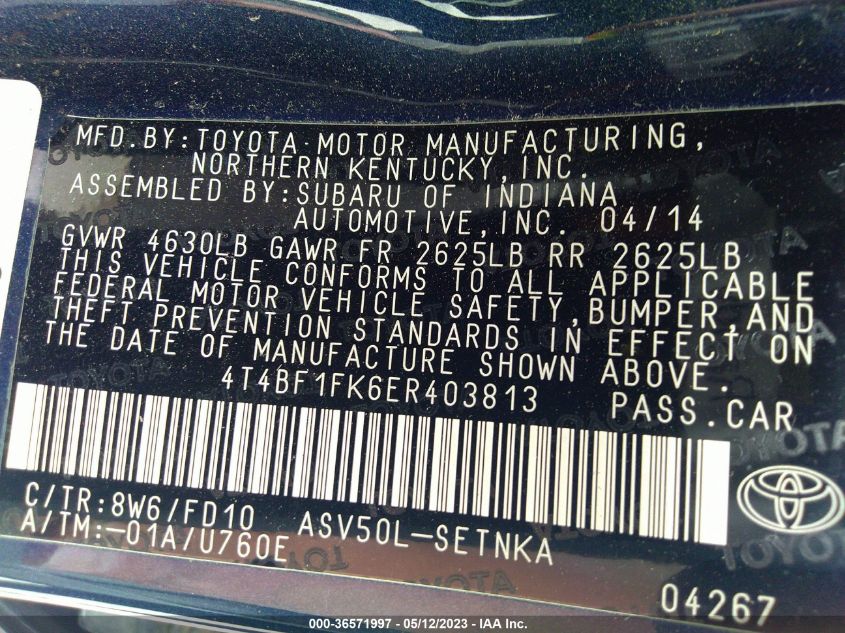 MFD.BY:TOYOTA MOTOR MANUFACTURING,
NORTHERN KENTUCKY,INC.
ASSEMBLED BY:SUBARU OF INDIANA
AUTOMOTIVE,INC. 04/14
GVWR 4630LB GAWR FR 2625LB RR 2625LB
THIS VEHICLE CONFORMS TO ALL APPLICABLE
FEDERAL MOTOR VEHICLE SAFETY,BUMPER,AND
THEFT PREVENTION STANDARDS IN EFFECT ON
THE DATE OF MANUFACTURE SHOWN ABOVE.
4T4BF1FK6ER403813 PASS.CAR
C/TR:8W6/FD10 ASV50L-SETNKA
A/TM:-01A/U760E
TOYOTA
04267
000-36571997 - 05/12/2023 - IAA Inc.